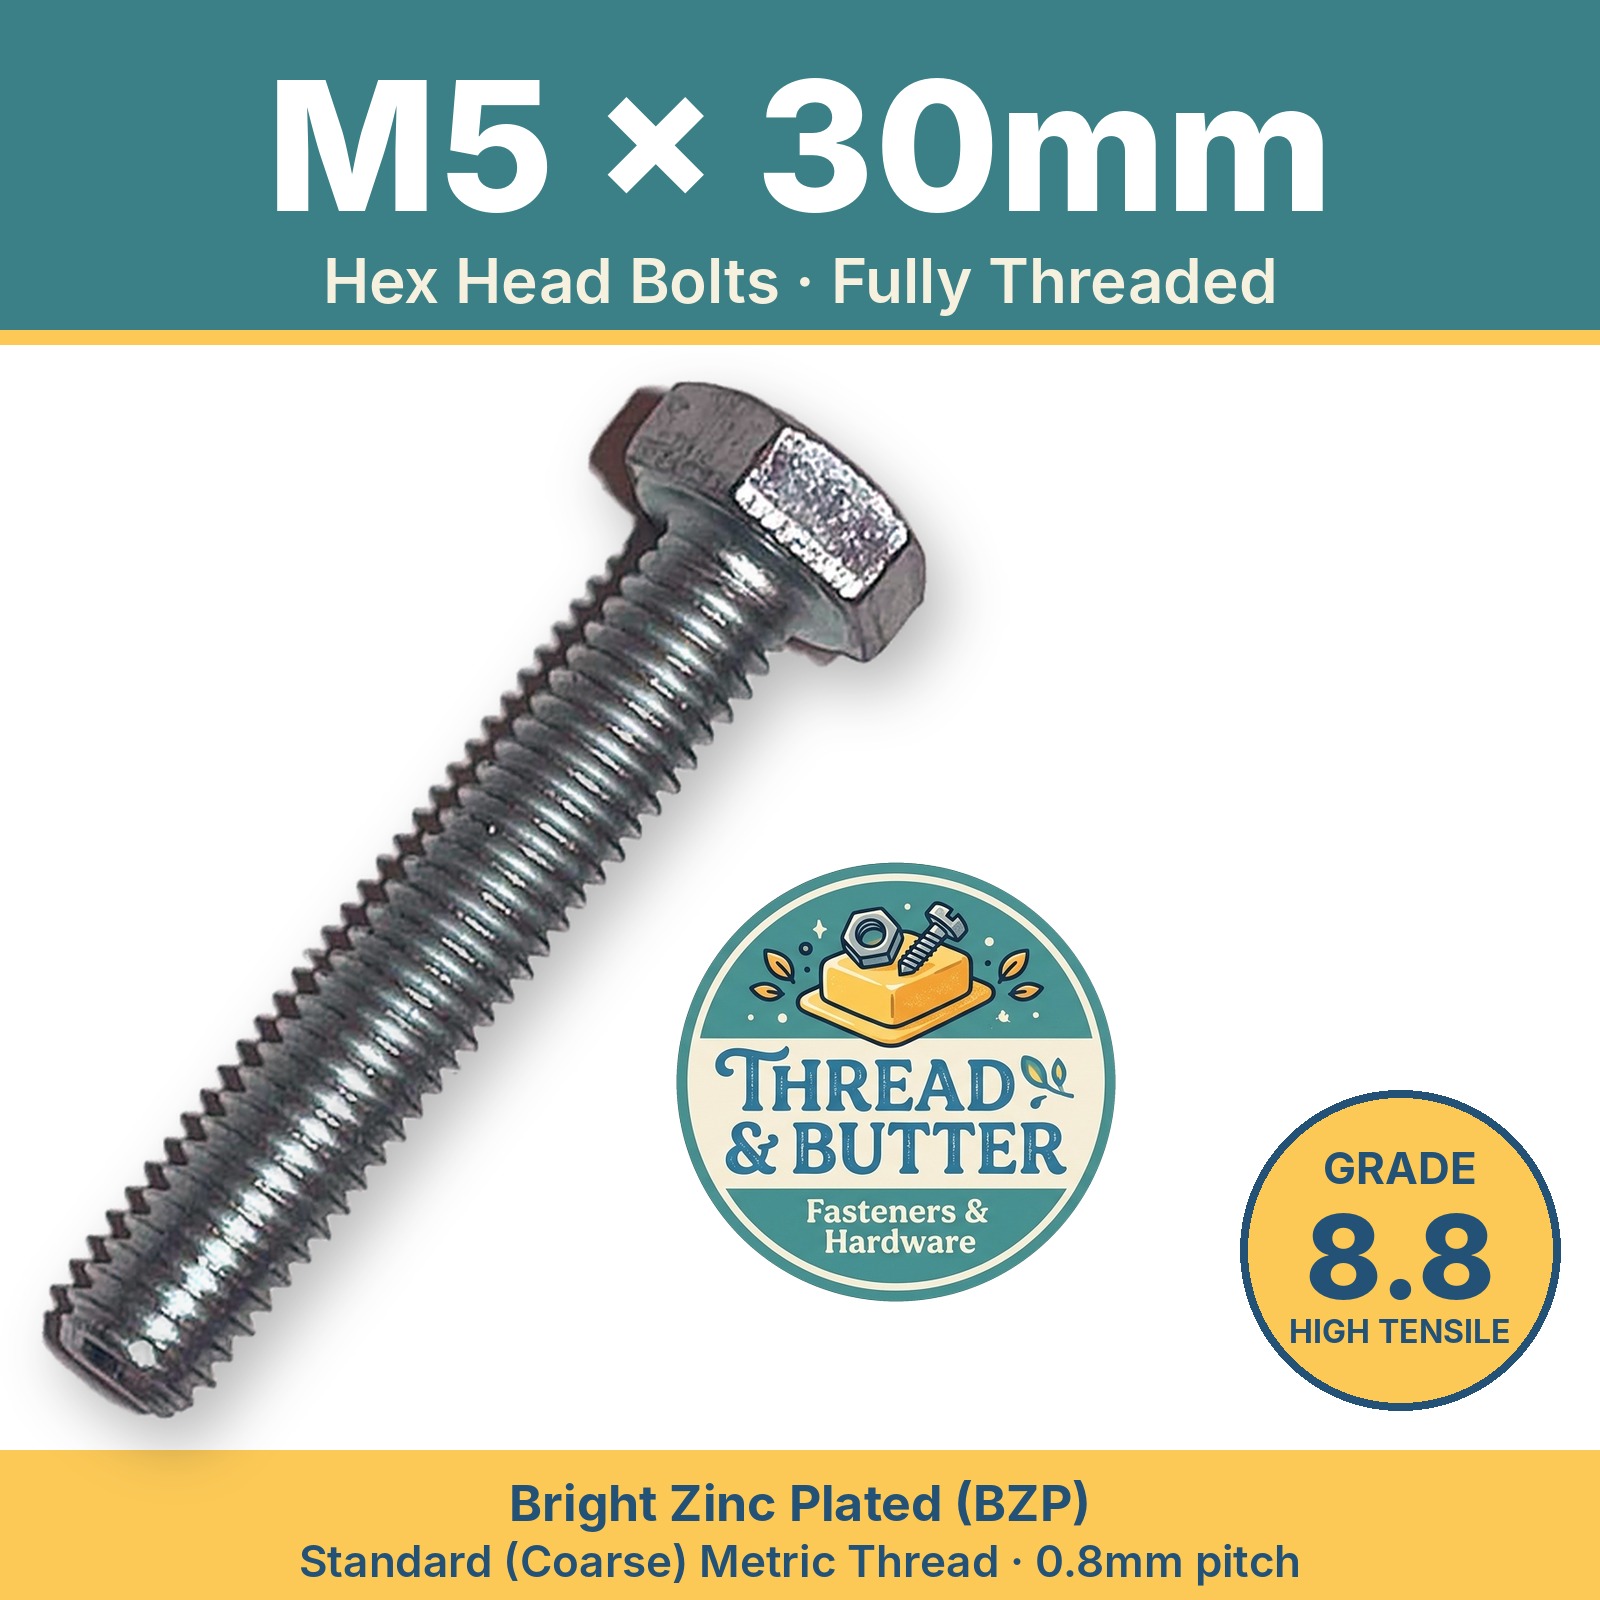 M5 × 30mm
Hex Head Bolts · Fully Threaded
THREAD
& BUTTER
Fasteners &
Hardware
GRADE
8.8
HIGH TENSILE
Bright Zinc Plated (BZP)
Standard (Coarse) Metric Thread · 0.8mm pitch